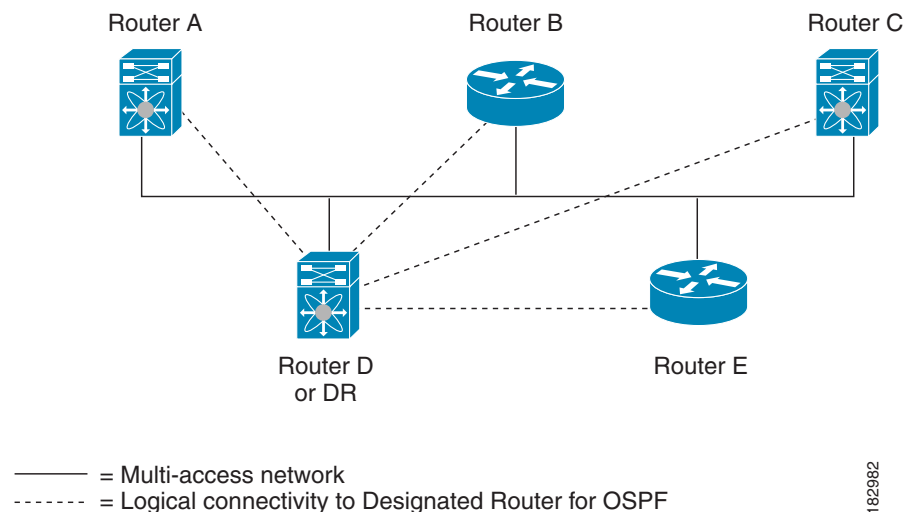 Router A
Router B
Router C
Router D
or DR
Router E
= Multi-access network
= Logical connectivity to Designated Router for OSPF
182982